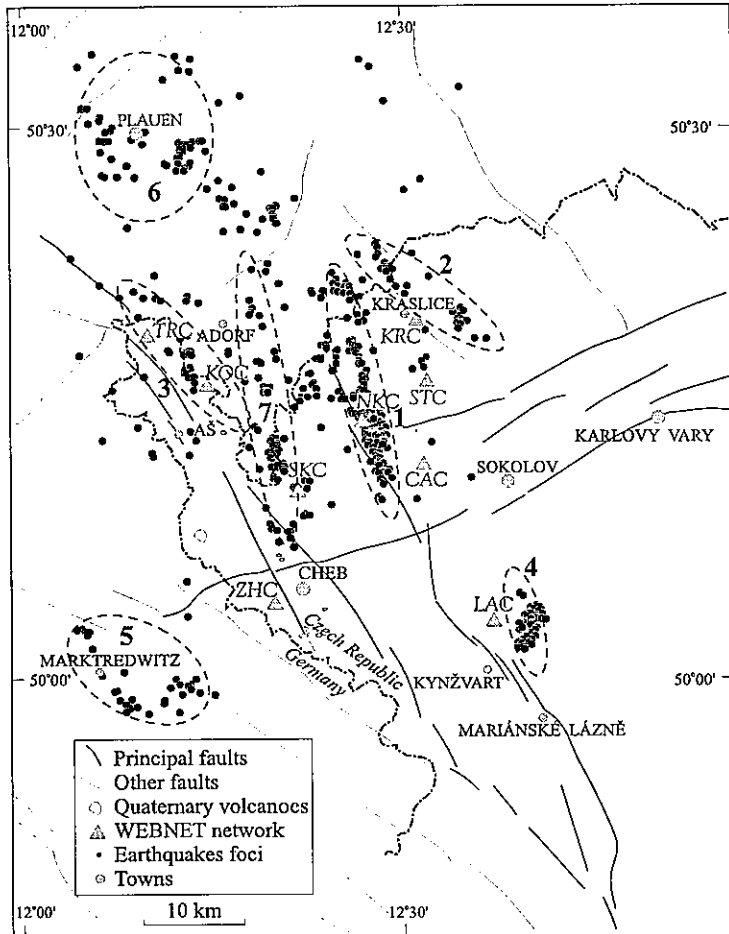 12°00'
12°30'
50°30'
50°30'
PLAUEN
6
2
KRASLICE
TRC
ADORF
KRC
KOC
3
STC
7
NKC
1
AŠ
KARLOVY VARY
SKC
CAC
SOKOLOV
CHEB
4
ZHC
LAC
5
Czech Republic
Germany
MARKTREDWITZ
50°00'
50°00'
KYNŽVART
MARIÁNSKÉ LÁZNĚ
Principal faults
Other faults
Quaternary volcanoes
WEBNET network
Earthquakes foci
Towns
12°00'
10 km
12°30'